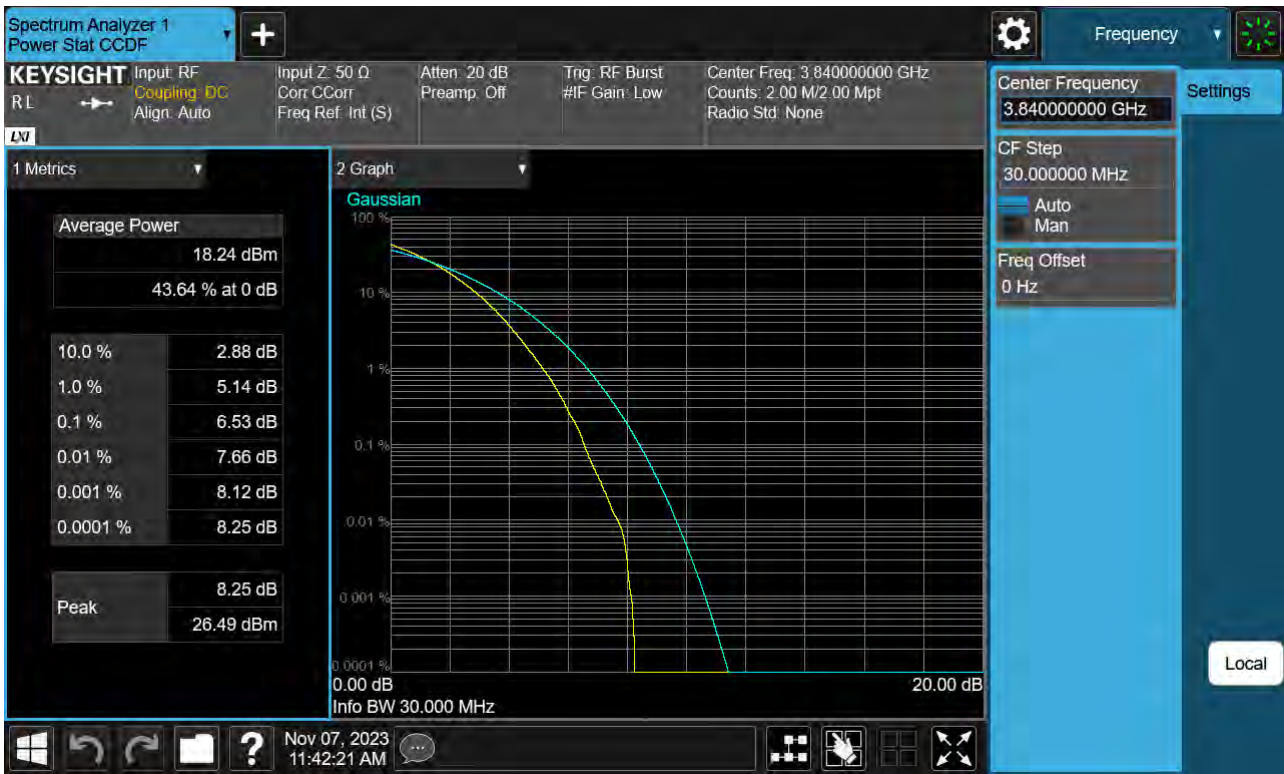 Spectrum Analyzer 1
Power Stat CCDF
+
Frequency
KEYSIGHT
R L
LXI
Input: RF
Coupling: DC
Align: Auto
Input Z: 50 Ω
Corr CCorr
Freq Ref: Int (S)
Atten: 20 dB
Preamp: Off
Trig: RF Burst
#IF Gain: Low
Center Freq: 3.840000000 GHz
Counts: 2.00 M/2.00 Mpt
Radio Std: None
Center Frequency
3.840000000 GHz
Settings
CF Step
30.000000 MHz
Auto
Man
Freq Offset
0 Hz
Local
1 Metrics
Average Power
18.24 dBm
43.64 % at 0 dB
10.0 % 2.88 dB
1.0 % 5.14 dB
0.1 % 6.53 dB
0.01 % 7.66 dB
0.001 % 8.12 dB
0.0001 % 8.25 dB
Peak
8.25 dB
26.49 dBm
2 Graph
Gaussian
100 %
10 %
1 %
0.1 %
0.01 %
0.001 %
0.0001 %
0.00 dB 20.00 dB
Info BW 30.000 MHz
?
Nov 07, 2023
11:42:21 AM